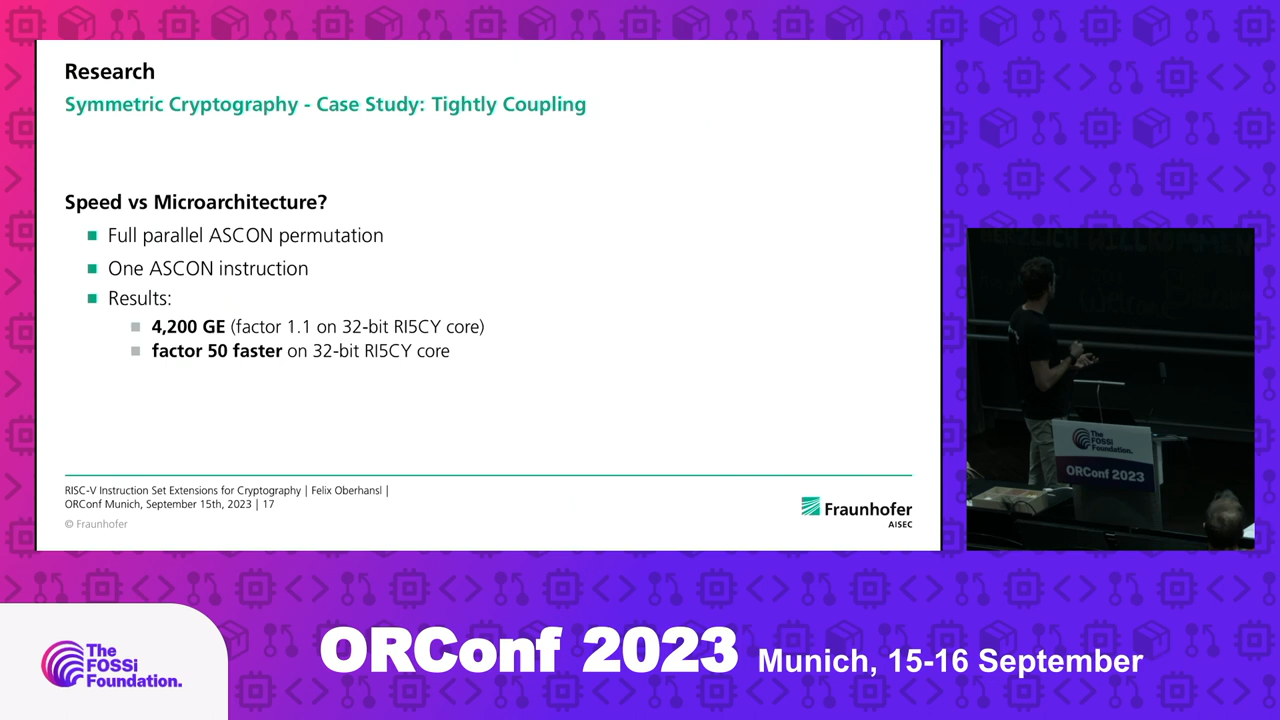 Research
Symmetric Cryptography - Case Study: Tightly Coupling
Speed vs Microarchitecture?
Full parallel ASCON permutation
One ASCON instruction
Results:
4,200 GE (factor 1.1 on 32-bit RI5CY core)
factor 50 faster on 32-bit RI5CY core
RISC-V Instruction Set Extensions for Cryptography | Felix Oberhansl |
ORConf Munich, September 15th, 2023 | 17
© Fraunhofer
Fraunhofer
AISEC
The
FOSSi
Foundation.
ORConf 2023
The
FOSSi
Foundation.
ORConf 2023 Munich, 15-16 September